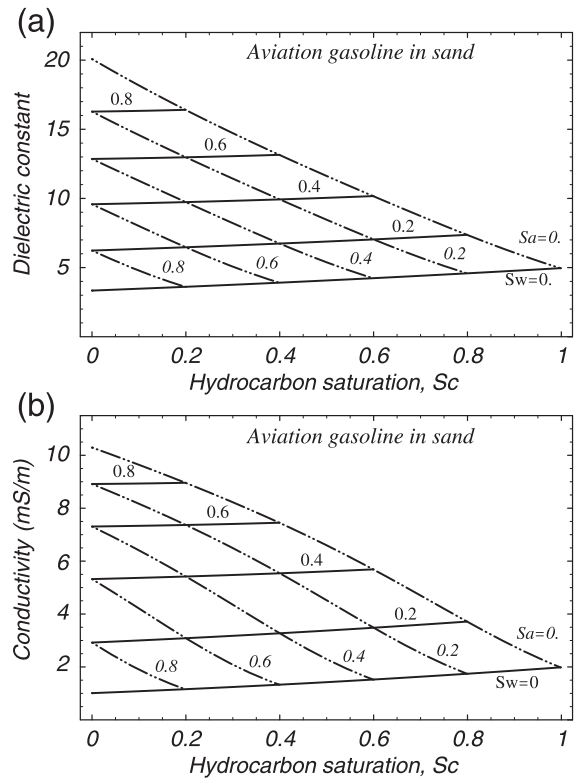 (a)
Aviation gasoline in sand
20
15
10
5
Dielectric constant
0.8
0.6
0.4
0.2
Sa=0.
0.8
0.6
0.4
0.2
Sw=0.
0 0.2 0.4 0.6 0.8 1
Hydrocarbon saturation, Sc
(b)
Aviation gasoline in sand
10
8
6
4
2
Conductivity (mS/m)
0.8
0.6
0.4
0.2
Sa=0.
0.8
0.6
0.4
0.2
Sw=0
0 0.2 0.4 0.6 0.8 1
Hydrocarbon saturation, Sc